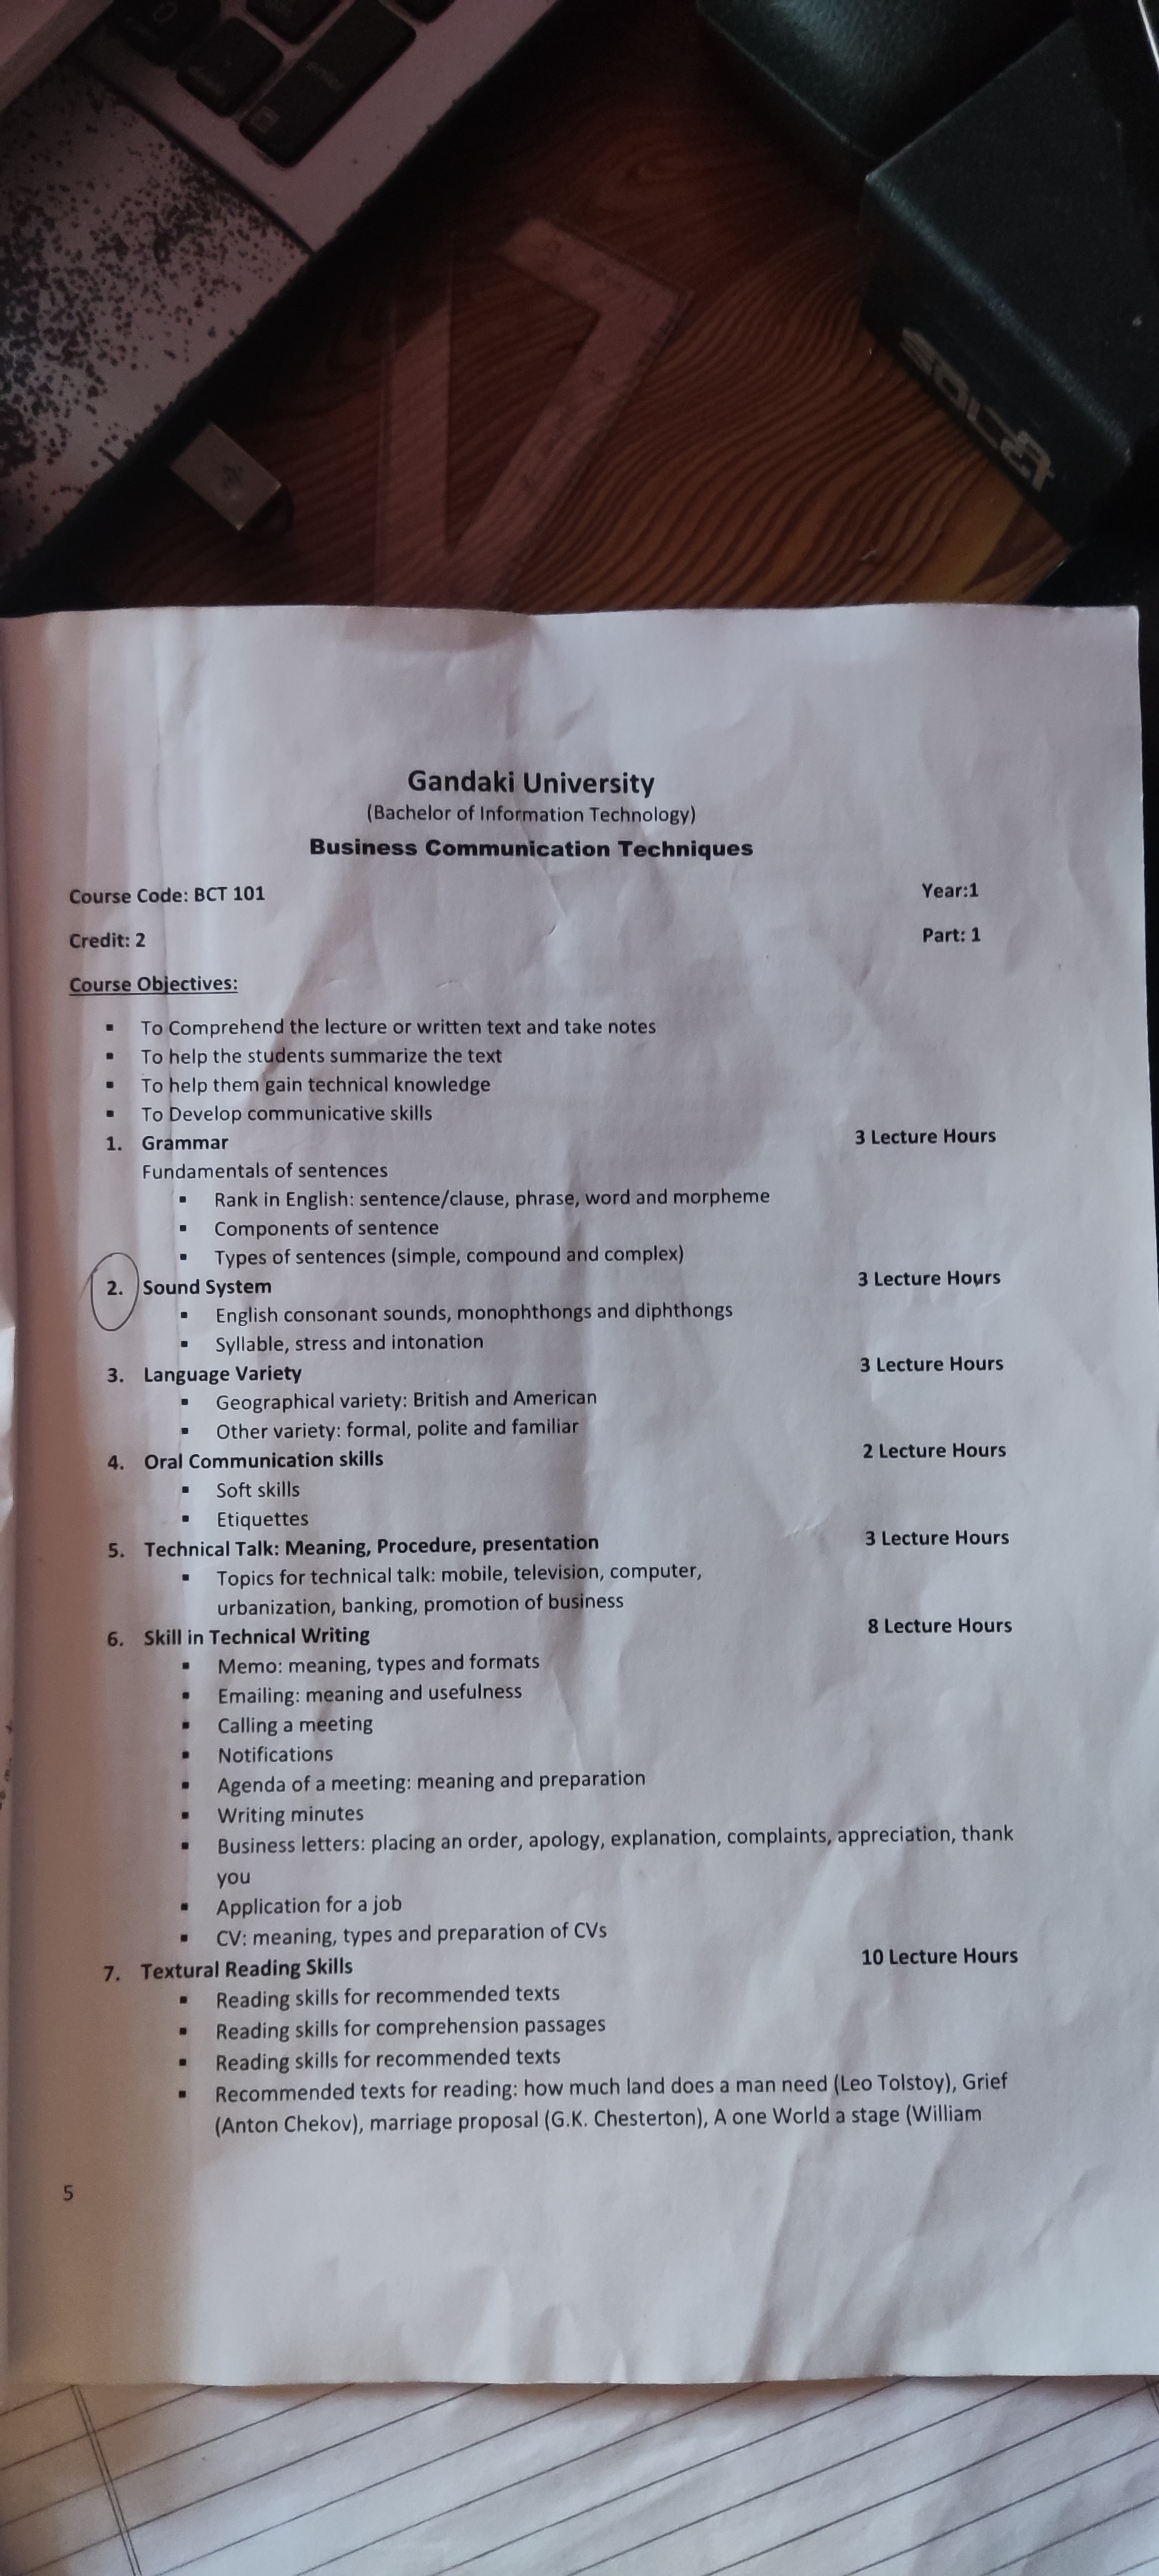 enter
Gandaki University
(Bachelor of Information Technology)
Business Communication Techniques
Course Code: BCT 101 Year:1
Credit: 2 Part: 1
Course Objectives:
▪ To Comprehend the lecture or written text and take notes
▪ To help the students summarize the text
▪ To help them gain technical knowledge
▪ To Develop communicative skills
1. Grammar 3 Lecture Hours
Fundamentals of sentences
▪ Rank in English: sentence/clause, phrase, word and morpheme
▪ Components of sentence
▪ Types of sentences (simple, compound and complex)
2. Sound System 3 Lecture Hours
▪ English consonant sounds, monophthongs and diphthongs
▪ Syllable, stress and intonation
3. Language Variety 3 Lecture Hours
▪ Geographical variety: British and American
▪ Other variety: formal, polite and familiar
4. Oral Communication skills 2 Lecture Hours
▪ Soft skills
▪ Etiquettes
5. Technical Talk: Meaning, Procedure, presentation 3 Lecture Hours
▪ Topics for technical talk: mobile, television, computer,
urbanization, banking, promotion of business
6. Skill in Technical Writing 8 Lecture Hours
▪ Memo: meaning, types and formats
▪ Emailing: meaning and usefulness
▪ Calling a meeting
▪ Notifications
▪ Agenda of a meeting: meaning and preparation
▪ Writing minutes
▪ Business letters: placing an order, apology, explanation, complaints, appreciation, thank
you
▪ Application for a job
▪ CV: meaning, types and preparation of CVs
7. Textural Reading Skills 10 Lecture Hours
▪ Reading skills for recommended texts
▪ Reading skills for comprehension passages
▪ Reading skills for recommended texts
▪ Recommended texts for reading: how much land does a man need (Leo Tolstoy), Grief
(Anton Chekov), marriage proposal (G.K. Chesterton), A one World a stage (William
5